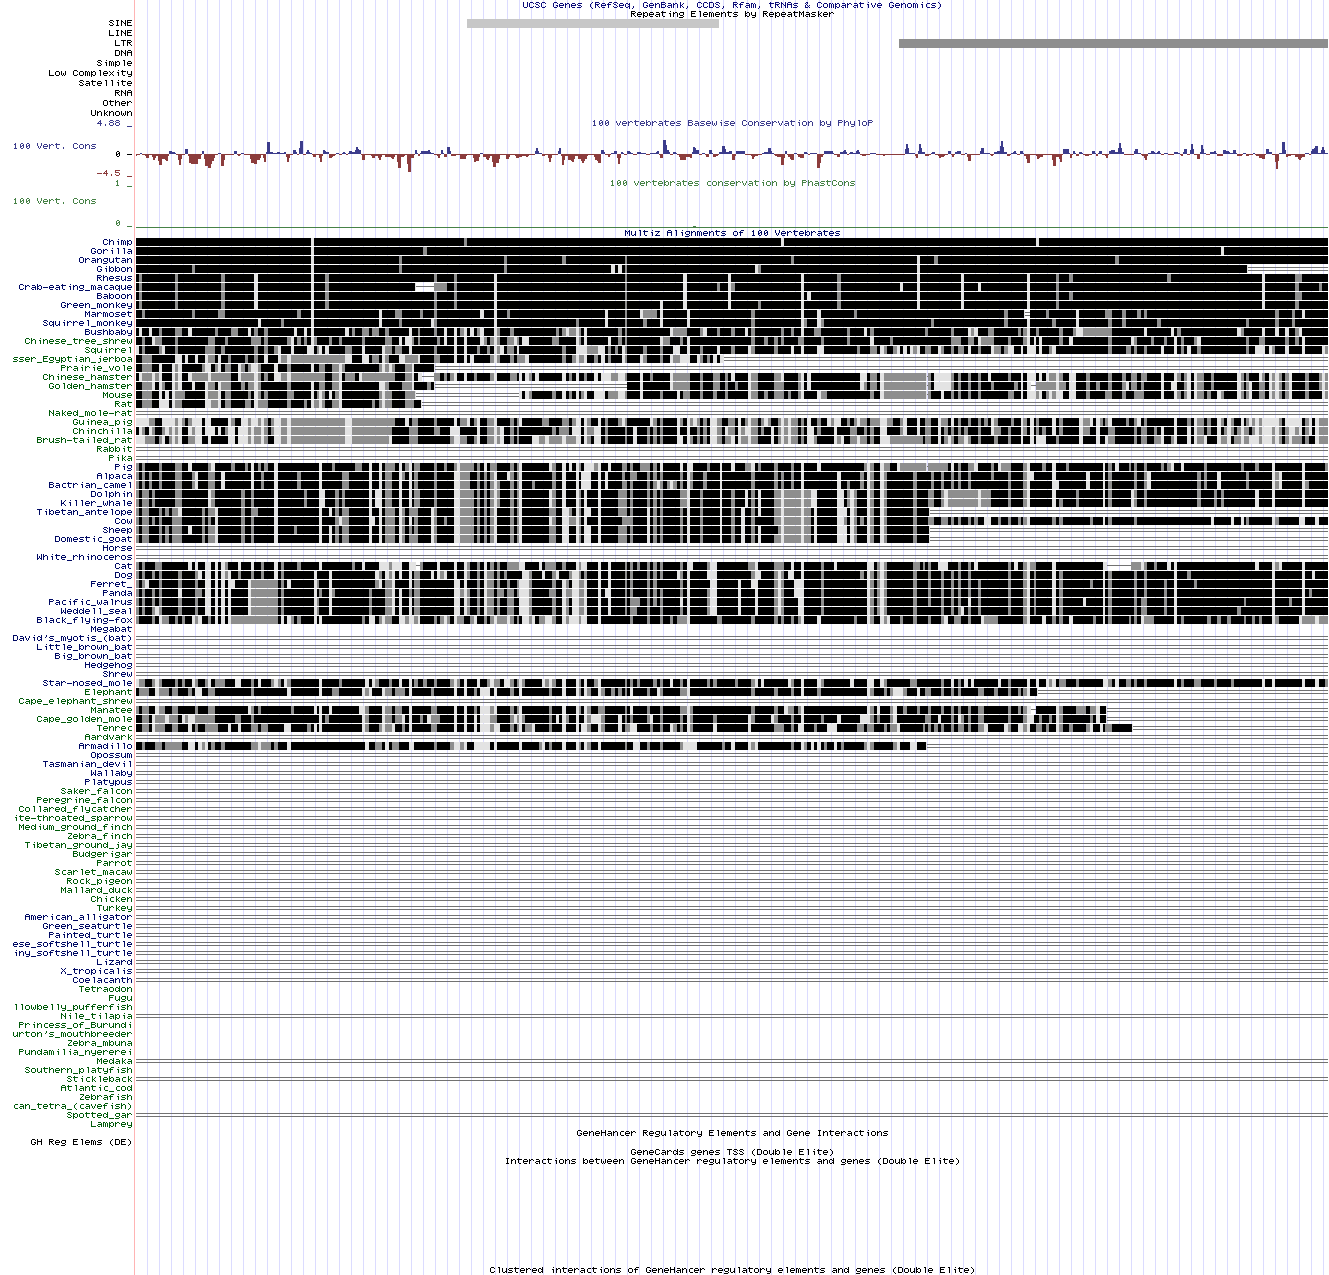 UCSC Genes (RefSeq, GenBank, CCDS, Rfam, tRNAs & Comparative Genomics)
Repeating Elements by RepeatMasker
SINE
LINE
LTR
DNA
Simple
Low Complexity
Satellite
RNA
Other
Unknown
4.88 _
100 vertebrates Basewise Conservation by PhyloP
100 Vert. Cons
0 -
-4.5 _
1 _
100 vertebrates conservation by PhastCons
100 Vert. Cons
0 _
Multiz Alignments of 100 Vertebrates
Chimp
Gorilla
Orangutan
Gibbon
Rhesus
Crab-eating_macaque
Baboon
Green_monkey
Marmoset
Squirrel_monkey
Bushbaby
Chinese_tree_shrew
Squirrel
sser_Egyptian_jerboa
Prairie_vole
Chinese_hamster
Golden_hamster
Mouse
Rat
Naked_mole-rat
Guinea_pig
Chinchilla
Brush-tailed_rat
Rabbit
Pika
Pig
Alpaca
Bactrian_camel
Dolphin
Killer_whale
Tibetan_antelope
Cow
Sheep
Domestic_goat
Horse
White_rhinoceros
Cat
Dog
Ferret_
Panda
Pacific_walrus
Weddell_seal
Black_flying-fox
Megabat
David's_myotis_(bat)
Little_brown_bat
Big_brown_bat
Hedgehog
Shrew
Star-nosed_mole
Elephant
Cape_elephant_shrew
Manatee
Cape_golden_mole
Tenrec
Aardvark
Armadillo
Opossum
Tasmanian_devil
Wallaby
Platypus
Saker_falcon
Peregrine_falcon
Collared_flycatcher
ite-throated_sparrow
Medium_ground_finch
Zebra_finch
Tibetan_ground_jay
Budgerigar
Parrot
Scarlet_macaw
Rock_pigeon
Mallard_duck
Chicken
Turkey
American_alligator
Green_seaturtle
Painted_turtle
ese_softshell_turtle
iny_softshell_turtle
Lizard
X_tropicalis
Coelacanth
Tetraodon
Fugu
llowbelly_pufferfish
Nile_tilapia
Princess_of_Burundi
urton's_mouthbreeder
Zebra_mbuna
Pundamilia_nyererei
Medaka
Southern_platyfish
Stickleback
Atlantic_cod
Zebrafish
can_tetra_(cavefish)
Spotted_gar
Lamprey
GeneHancer Regulatory Elements and Gene Interactions
GH Reg Elems (DE)
GeneCards genes TSS (Double Elite)
Interactions between GeneHancer regulatory elements and genes (Double Elite)
Clustered interactions of GeneHancer regulatory elements and genes (Double Elite)